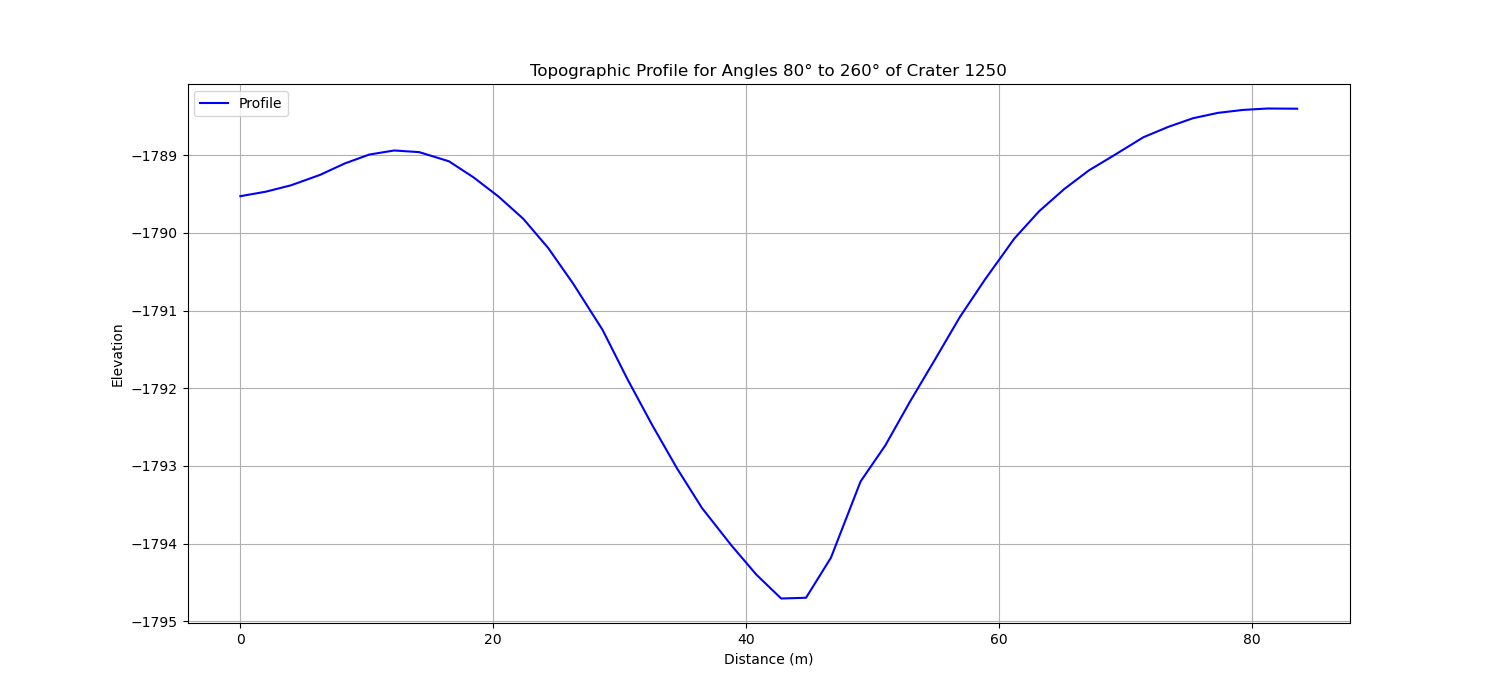 Topographic Profile for Angles 80° to 260° of Crater 1250
Profile
Elevation
−1789
−1790
−1791
−1792
−1793
−1794
−1795
0 20 40 60 80
Distance (m)